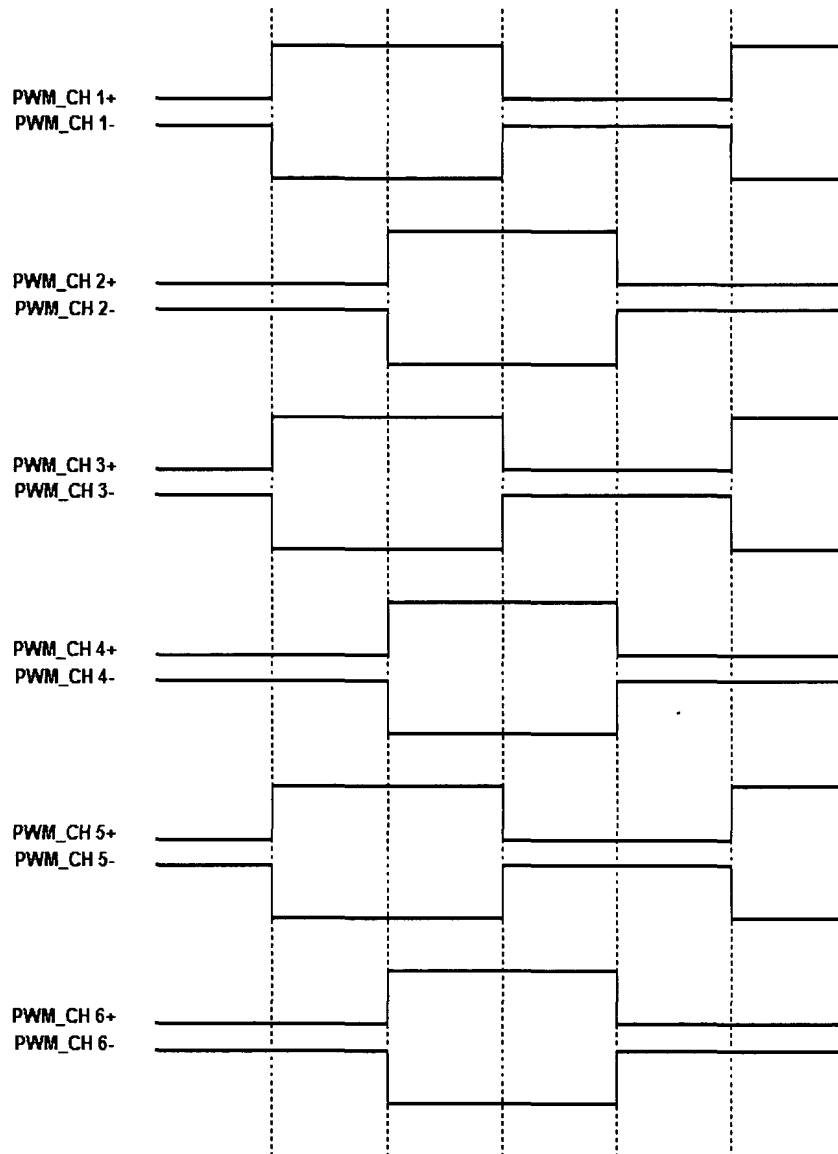 PWM_CH 1+
PWM_CH 1-
PWM_CH 2+
PWM_CH 2-
PWM_CH 3+
PWM_CH 3-
PWM_CH 4+
PWM_CH 4-
PWM_CH 5+
PWM_CH 5-
PWM_CH 6+
PWM_CH 6-